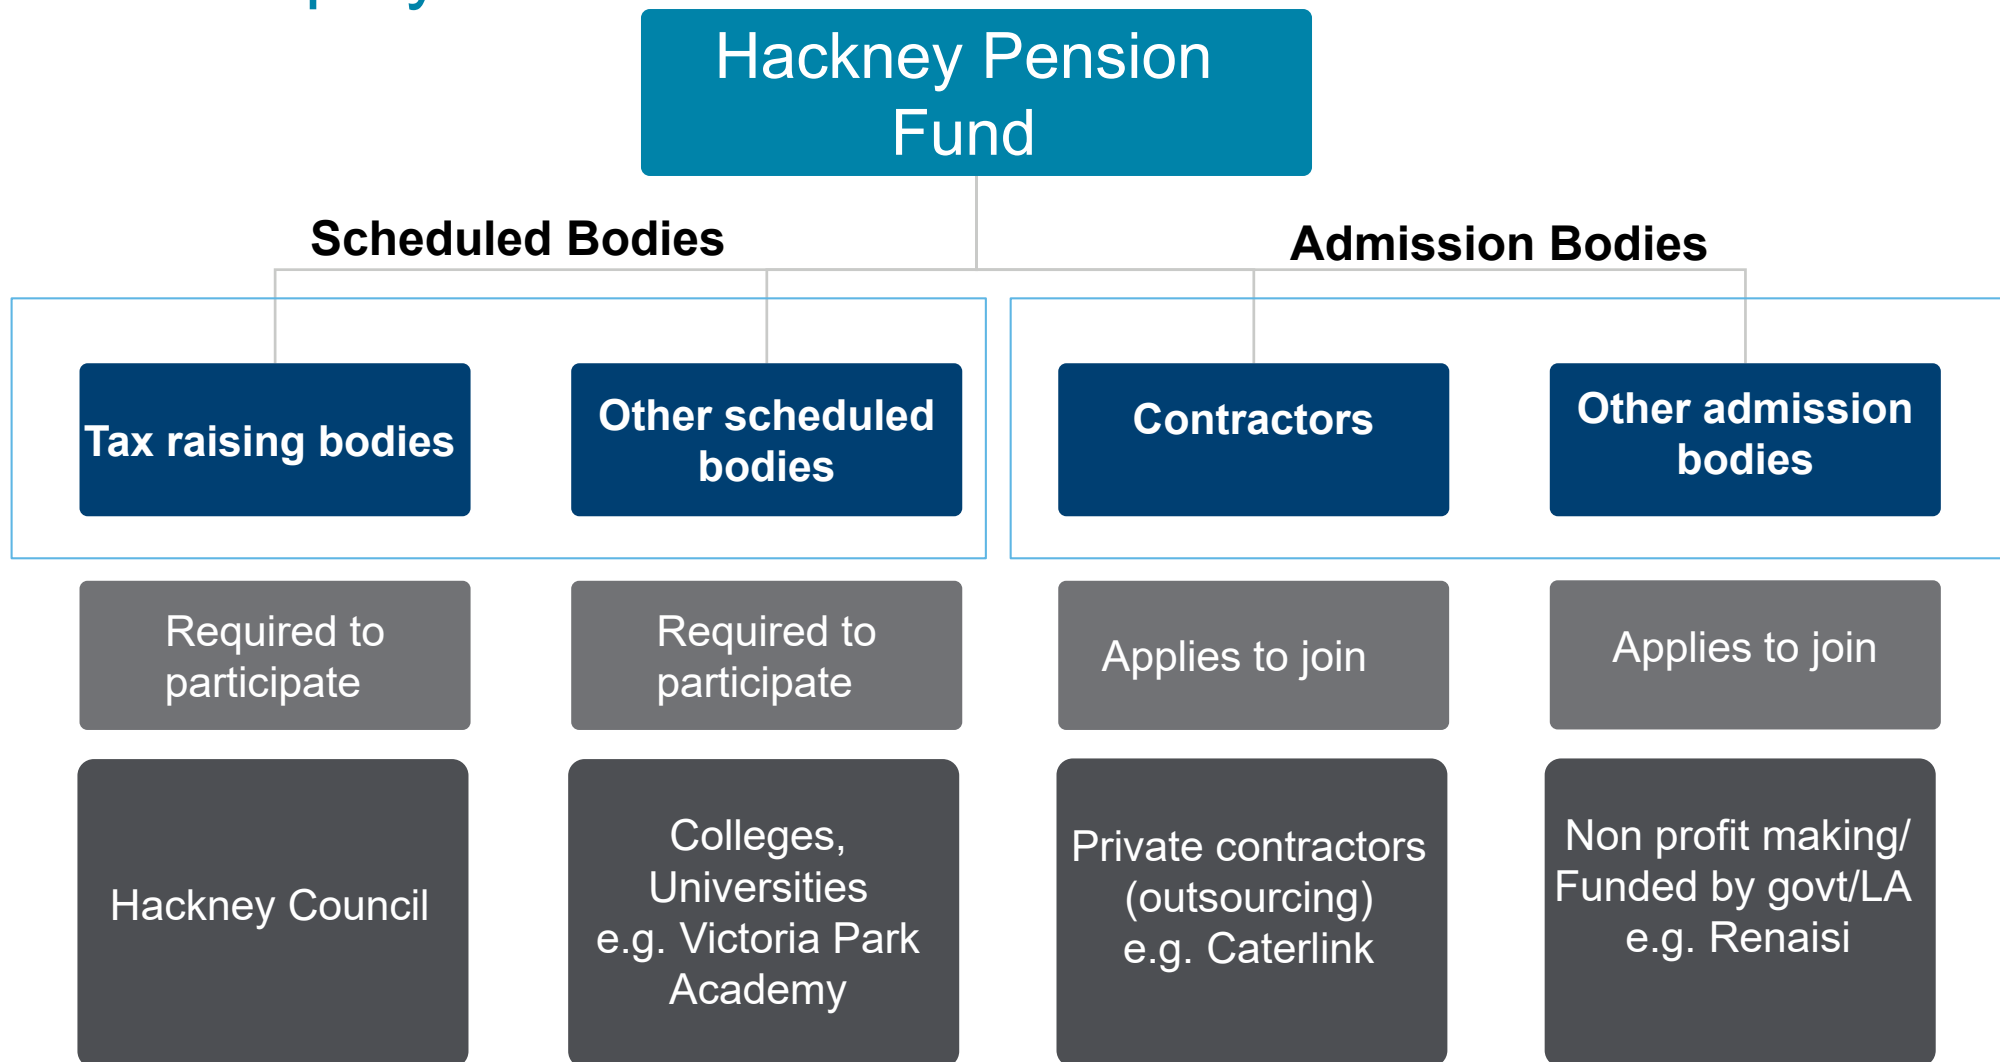 Hackney Pension
Fund
Scheduled Bodies
Admission Bodies
Tax raising bodies
Other scheduled
bodies
Contractors
Other admission
bodies
Required to
participate
Required to
participate
Applies to join
Applies to join
Hackney Council
Colleges,
Universities
e.g. Victoria Park
Academy
Private contractors
(outsourcing)
e.g. Caterlink
Non profit making/
Funded by govt/LA
e.g. Renaisi